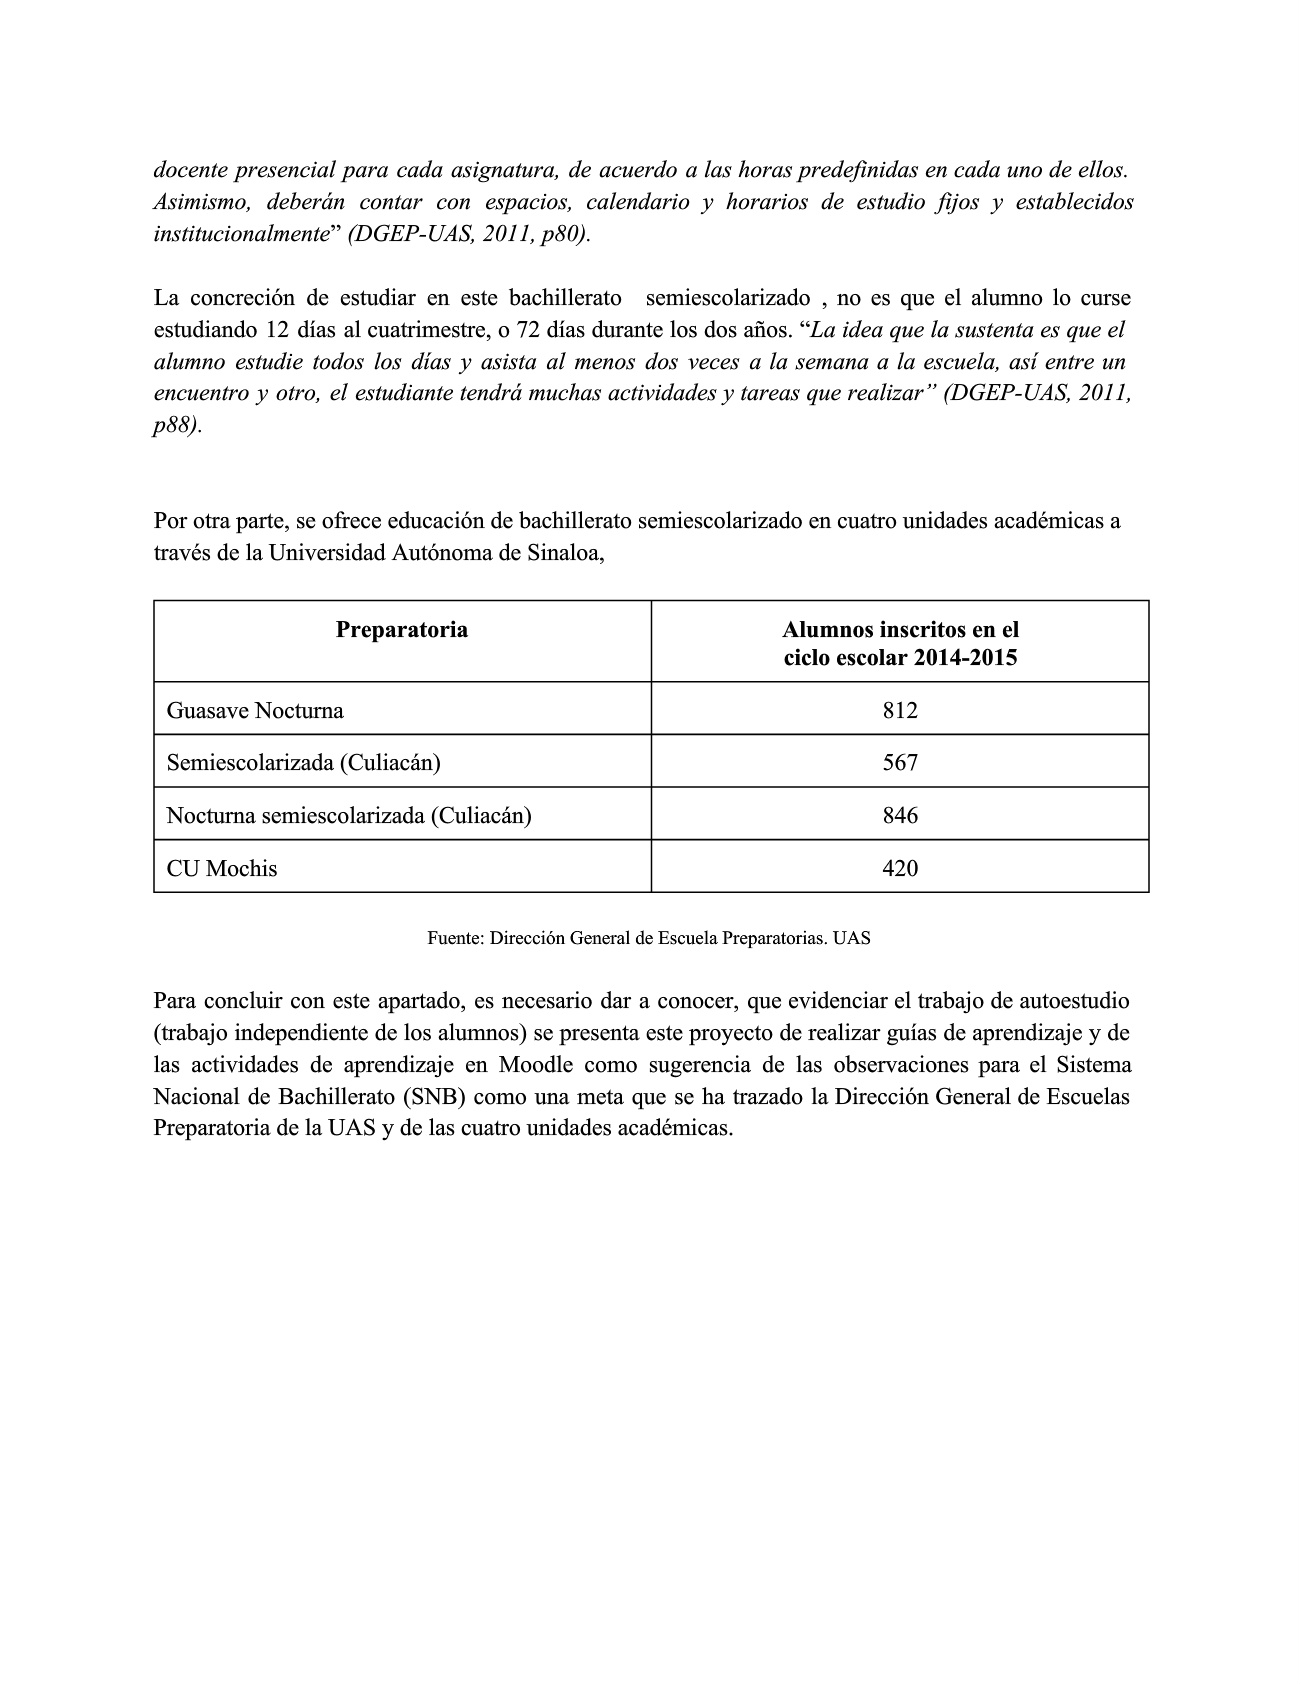 docente presencial para cada asignatura, de acuerdo a las horas predefinidas en cada uno de ellos.
Asimismo, deberán contar con espacios, calendario y horarios de estudio fijos y establecidos
institucionalmente” (DGEP-UAS, 2011, p80).
La concreción de estudiar en este bachillerato semiescolarizado , no es que el alumno lo curse
estudiando 12 días al cuatrimestre, o 72 días durante los dos años. “La idea que la sustenta es que el
alumno estudie todos los días y asista al menos dos veces a la semana a la escuela, así entre un
encuentro y otro, el estudiante tendrá muchas actividades y tareas que realizar” (DGEP-UAS, 2011,
p88).
Por otra parte, se ofrece educación de bachillerato semiescolarizado en cuatro unidades académicas a
través de la Universidad Autónoma de Sinaloa,
Preparatoria
Alumnos inscritos en el
ciclo escolar 2014-2015
Guasave Nocturna 812
Semiescolarizada (Culiacán) 567
Nocturna semiescolarizada (Culiacán) 846
CU Mochis 420
Fuente: Dirección General de Escuela Preparatorias. UAS
Para concluir con este apartado, es necesario dar a conocer, que evidenciar el trabajo de autoestudio
(trabajo independiente de los alumnos) se presenta este proyecto de realizar guías de aprendizaje y de
las actividades de aprendizaje en Moodle como sugerencia de las observaciones para el Sistema
Nacional de Bachillerato (SNB) como una meta que se ha trazado la Dirección General de Escuelas
Preparatoria de la UAS y de las cuatro unidades académicas.